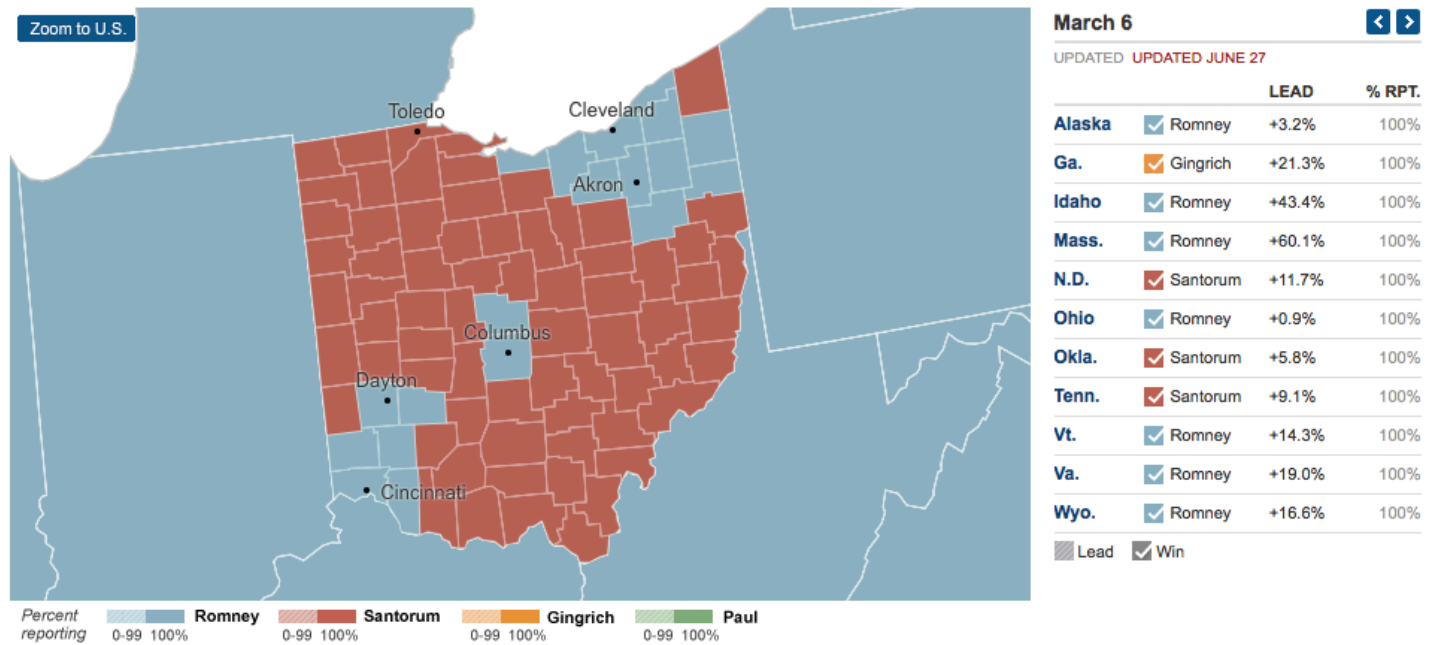 Zoom to U.S.
Toledo
Cleveland
Akron
Columbus
Dayton
Cincinnati
Percent reporting
0-99 100% Romney
0-99 100% Santorum
0-99 100% Gingrich
0-99 100% Paul
March 6
UPDATED UPDATED JUNE 27
LEAD % RPT.
Alaska Romney +3.2% 100%
Ga. Gingrich +21.3% 100%
Idaho Romney +43.4% 100%
Mass. Romney +60.1% 100%
N.D. Santorum +11.7% 100%
Ohio Romney +0.9% 100%
Okla. Santorum +5.8% 100%
Tenn. Santorum +9.1% 100%
Vt. Romney +14.3% 100%
Va. Romney +19.0% 100%
Wyo. Romney +16.6% 100%
Lead Win